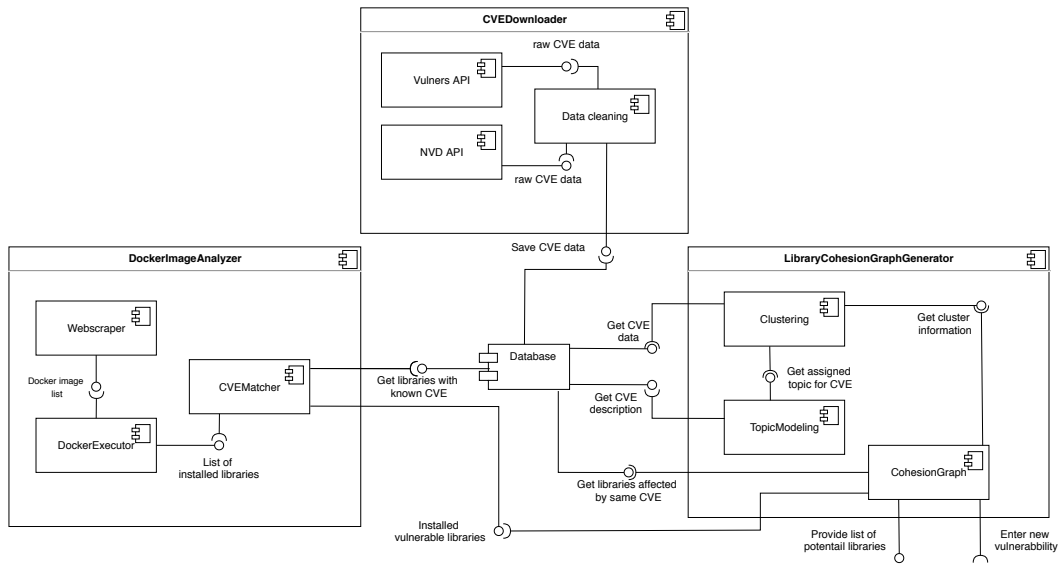 CVEDownloader
raw CVE data
Vulners API
Data cleaning
NVD API
raw CVE data
Save CVE data
DockerImageAnalyzer
Webscraper
Docker image
list
DockerExecutor
CVEMatcher
List of
installed libraries
Get libraries with
known CVE
Database
Get CVE
data
Get CVE
description
Get libraries affected
by same CVE
Installed
vulnerable libraries
LibraryCohesionGraphGenerator
Clustering
Get cluster
information
Get assigned
topic for CVE
TopicModeling
CohesionGraph
Provide list of
potentail libraries
Enter new
vulnerabbility